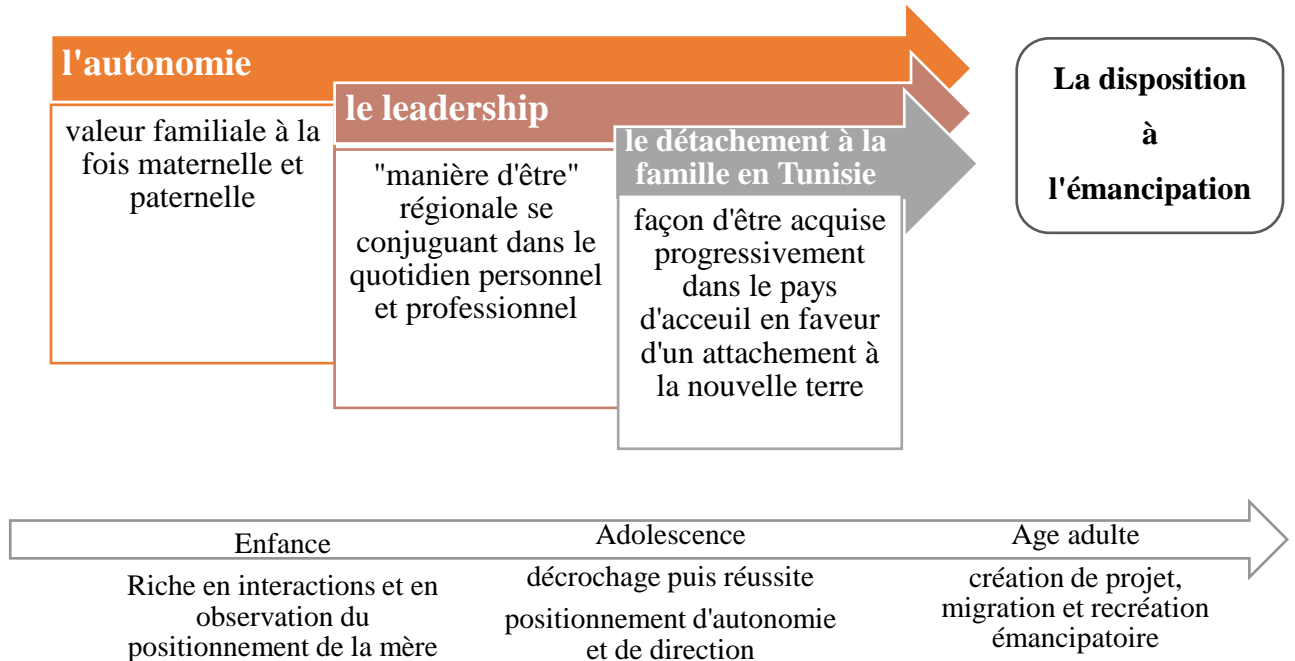 l'autonomie
valeur familiale à la
fois maternelle et
paternelle
le leadership
"manière d'être"
régionale se
conjuguant dans le
quotidien personnel
et professionnel
le détachement à la
famille en Tunisie
façon d'être acquise
progressivement
dans le pays
d'acceuil en faveur
d'un attachement à
la nouvelle terre
La disposition
à
l'émancipation
Enfance
Riche en interactions et en
observation du
positionnement de la mère
Adolescence
décrochage puis réussite
positionnement d'autonomie
et de direction
Age adulte
création de projet,
migration et recréation
émancipatoire